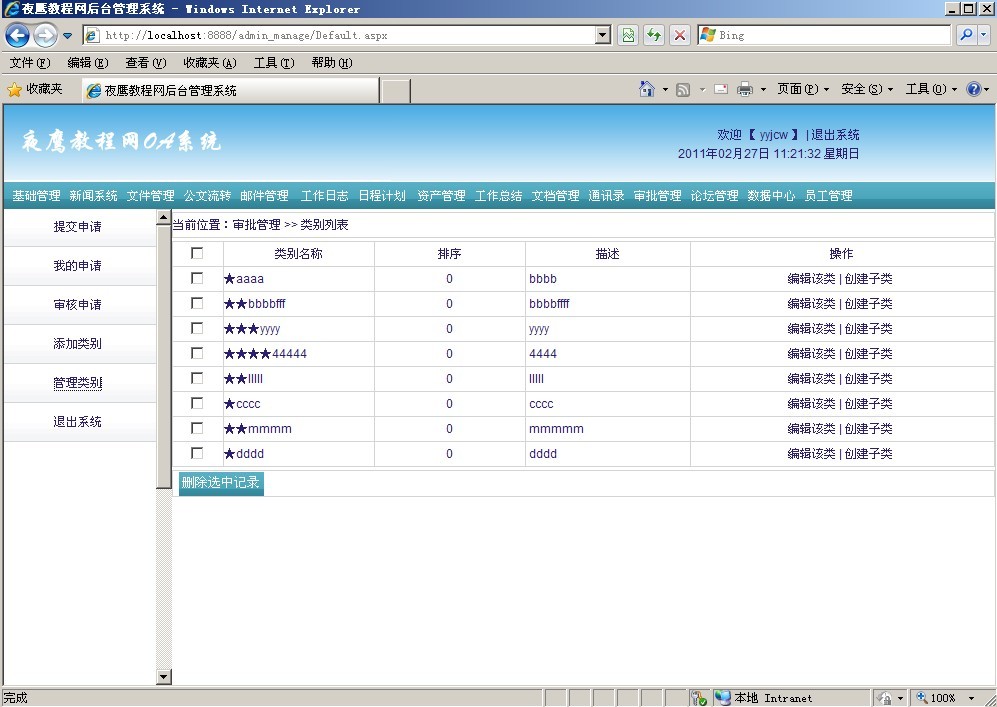 夜鹰教程网后台管理系统 - Windows Internet Explorer
http://localhost:8888/admin_manage/Default.aspx
Bing
文件(F) 编辑(E) 查看(V) 收藏夹(A) 工具(T) 帮助(H)
收藏夹 夜鹰教程网后台管理系统 页面(P) 安全(S) 工具(O)
夜鹰教程网OA系统
欢迎【 yyjcw 】 | 退出系统
2011年02月27日 11:21:32 星期日
基础管理 新闻系统 文件管理 公文流转 邮件管理 工作日志 日程计划 资产管理 工作总结 文档管理 通讯录 审批管理 论坛管理 数据中心 员工管理
提交申请
我的申请
审核申请
添加类别
管理类别
退出系统
当前位置：审批管理 >> 类别列表
类别名称 排序 描述 操作
★aaaa 0 bbbb 编辑该类 | 创建子类
★★bbbbfff 0 bbbbffff 编辑该类 | 创建子类
★★★yyyy 0 yyyy 编辑该类 | 创建子类
★★★★44444 0 4444 编辑该类 | 创建子类
★★lllll 0 lllll 编辑该类 | 创建子类
★cccc 0 cccc 编辑该类 | 创建子类
★★mmmm 0 mmmmm 编辑该类 | 创建子类
★dddd 0 dddd 编辑该类 | 创建子类
删除选中记录
完成 本地 Intranet 100%